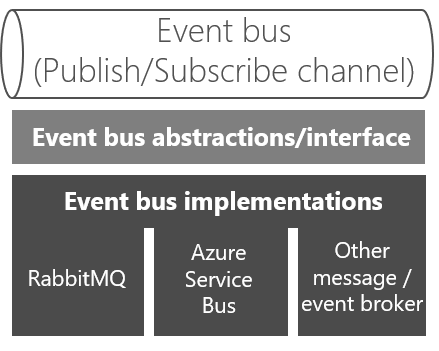 Event bus
(Publish/Subscribe channel)
Event bus abstractions/interface
Event bus implementations
RabbitMQ
Azure
Service
Bus
Other
message /
event broker